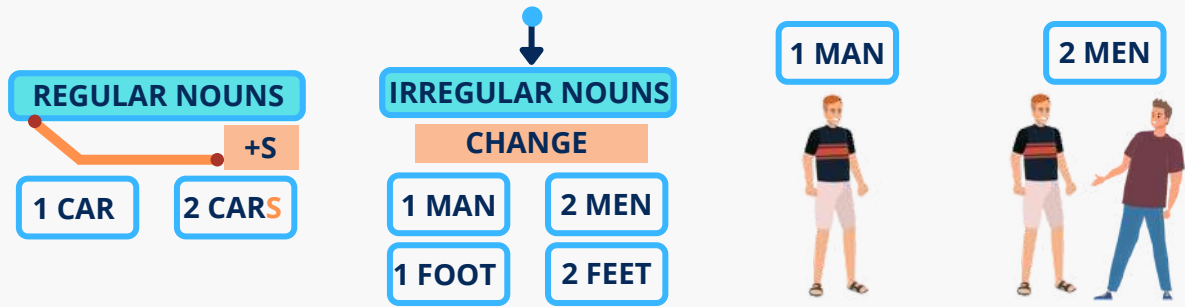 REGULAR NOUNS
+S
1 CAR
2 CARS
IRREGULAR NOUNS
CHANGE
1 MAN
2 MEN
1 FOOT
2 FEET
1 MAN
2 MEN